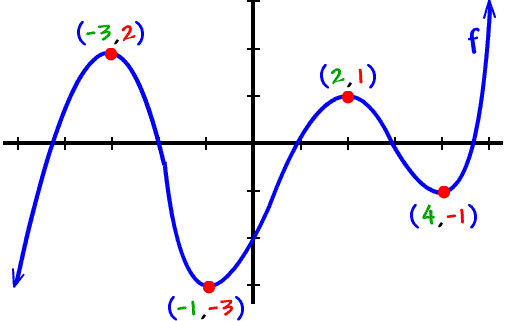 (-3,2)
f
(2,1)
(4,-1)
(-1,-3)